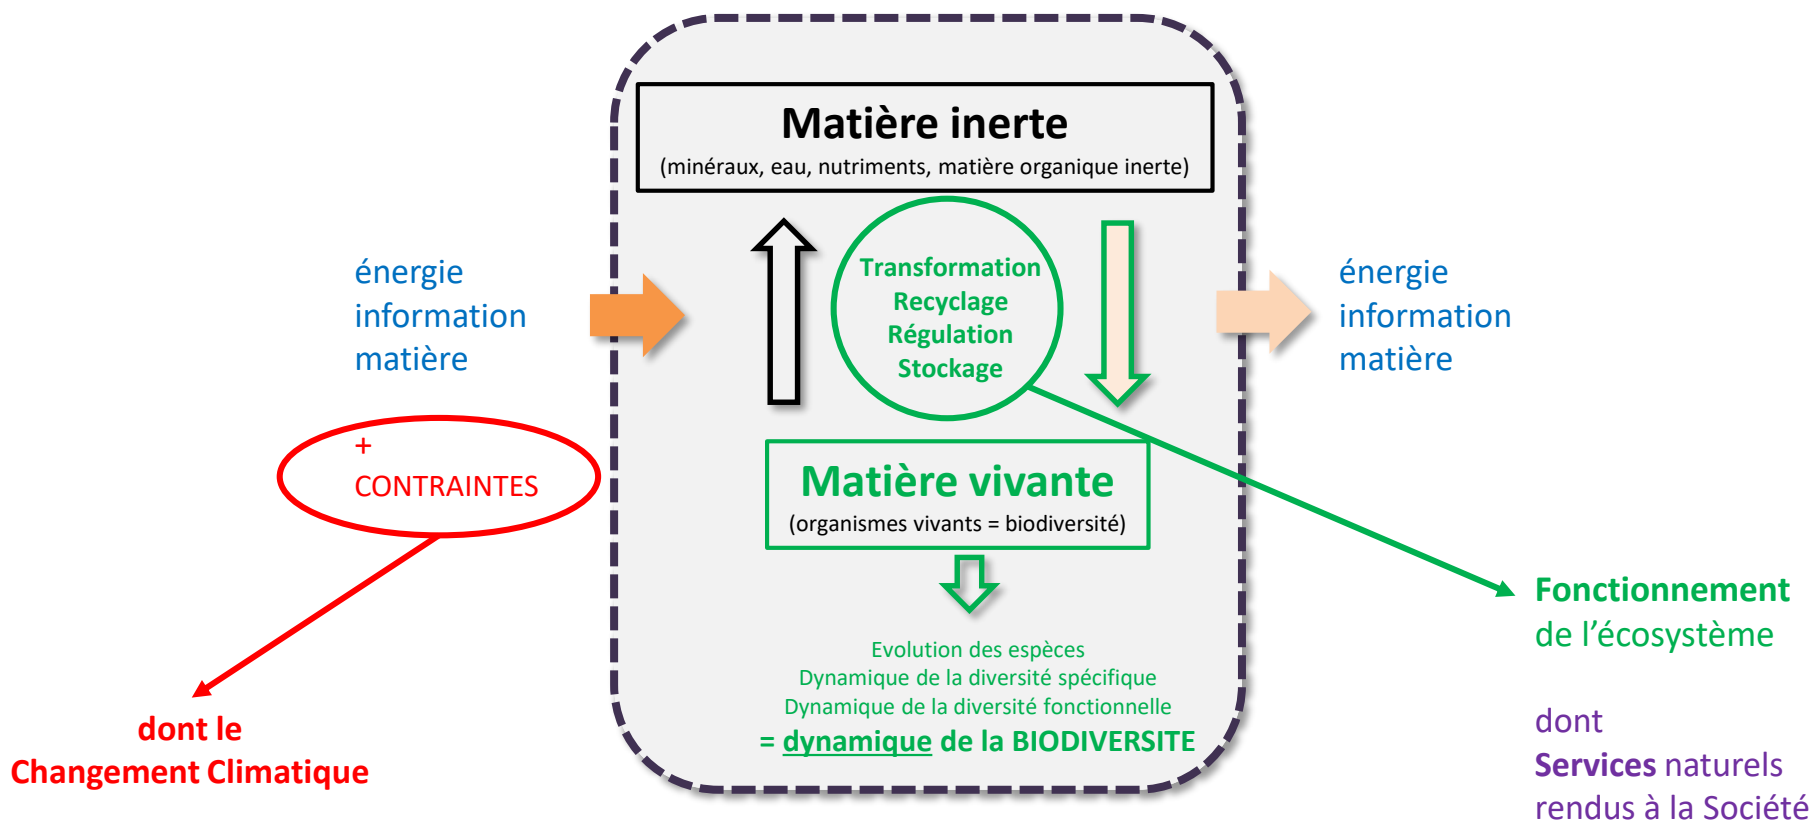 Matière inerte
(minéraux, eau, nutriments, matière organique inerte)
Transformation
Recyclage
Régulation
Stockage
énergie
information
matière
énergie
information
matière
+
CONTRAINTES
Matière vivante
(organismes vivants = biodiversité)
Evolution des espèces
Dynamique de la diversité spécifique
Dynamique de la diversité fonctionnelle
= dynamique de la BIODIVERSITE
dont le
Changement Climatique
Fonctionnement
de l’écosystème
dont
Services naturels
rendus à la Société